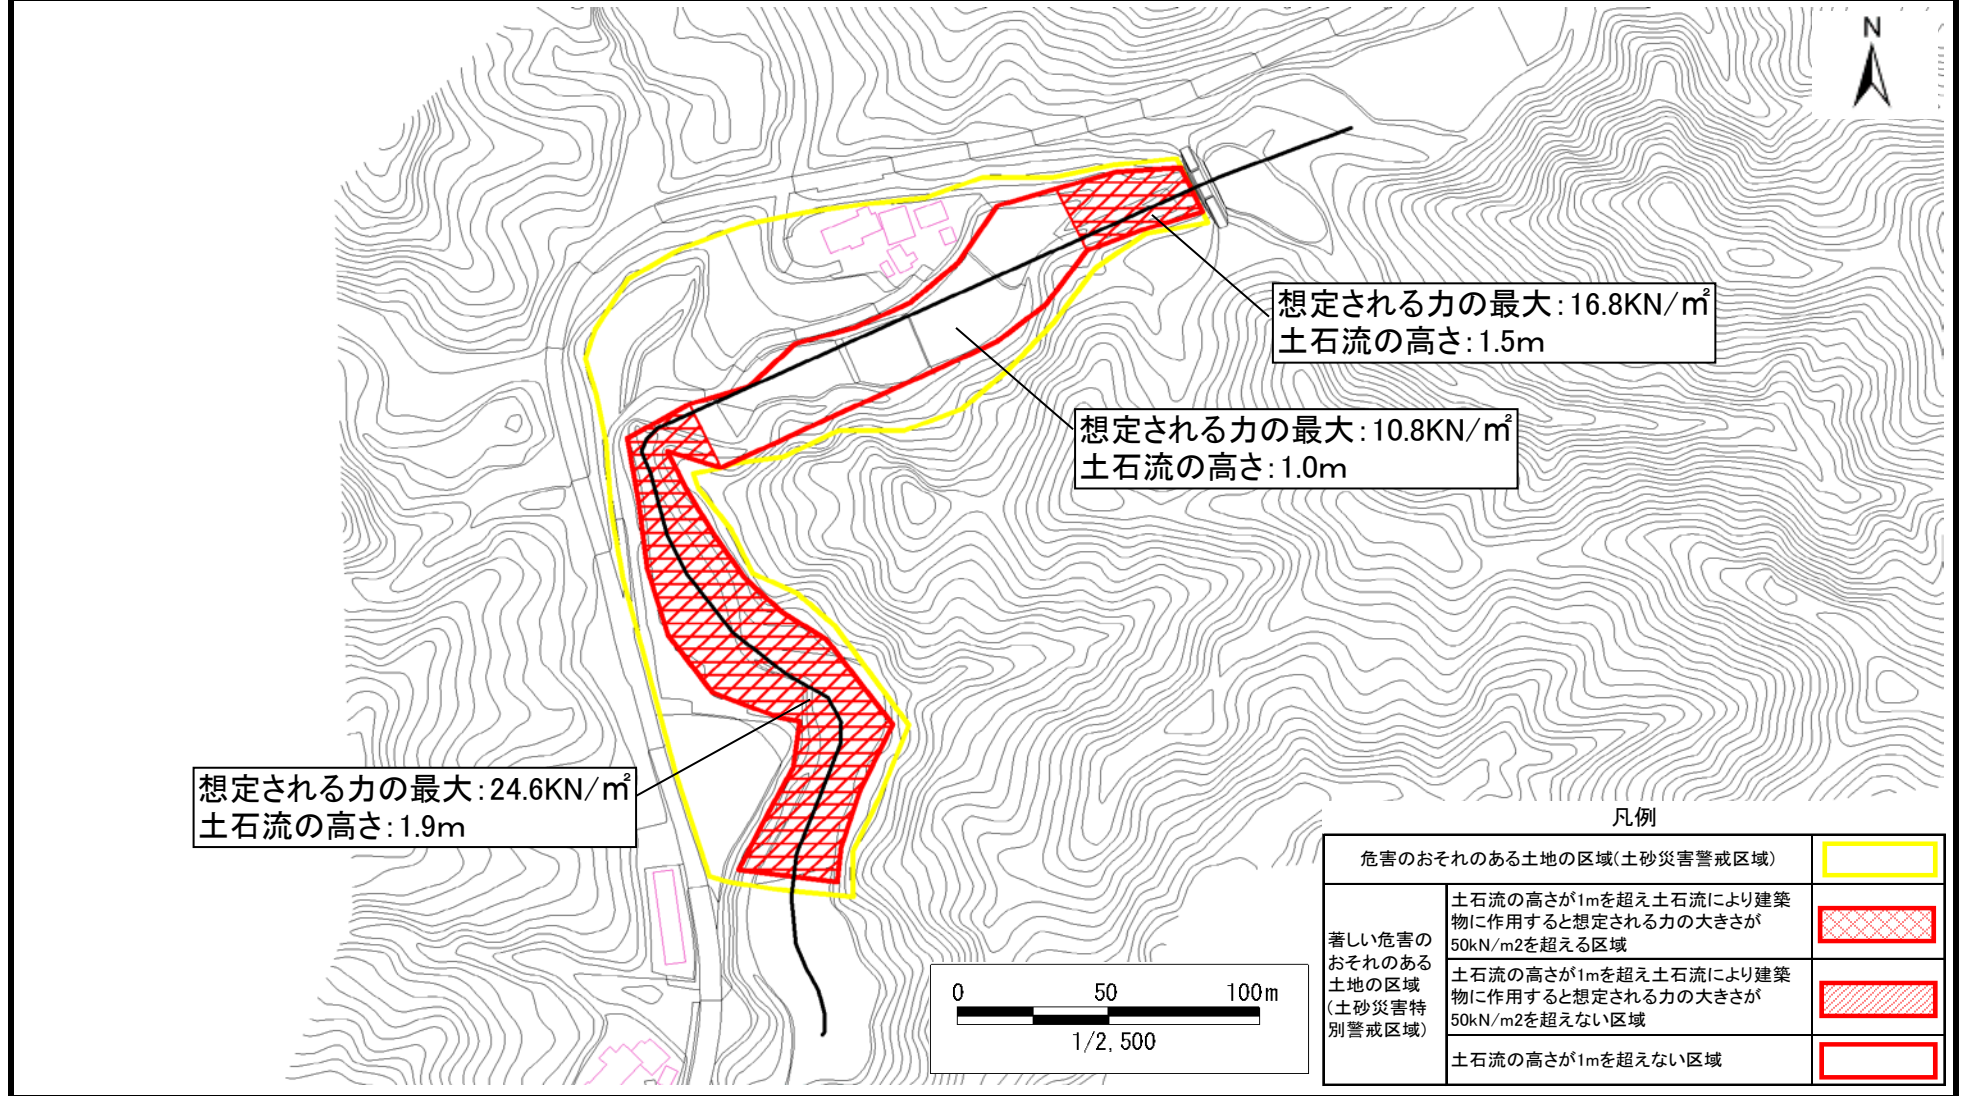 N
想定される力の最大:16.8KN/㎡
土石流の高さ:1.5m
想定される力の最大:10.8KN/㎡
土石流の高さ:1.0m
想定される力の最大:24.6KN/㎡
土石流の高さ:1.9m
凡例
危害のおそれのある土地の区域(土砂災害警戒区域)
著しい危害の
おそれのある
土地の区域
(土砂災害特
別警戒区域)
土石流の高さが1mを超え土石流により建築
物に作用すると想定される力の大きさが
50kN/m2を超える区域
土石流の高さが1mを超え土石流により建築
物に作用すると想定される力の大きさが
50kN/m2を超えない区域
土石流の高さが1mを超えない区域
0 50 100m
1/2,500